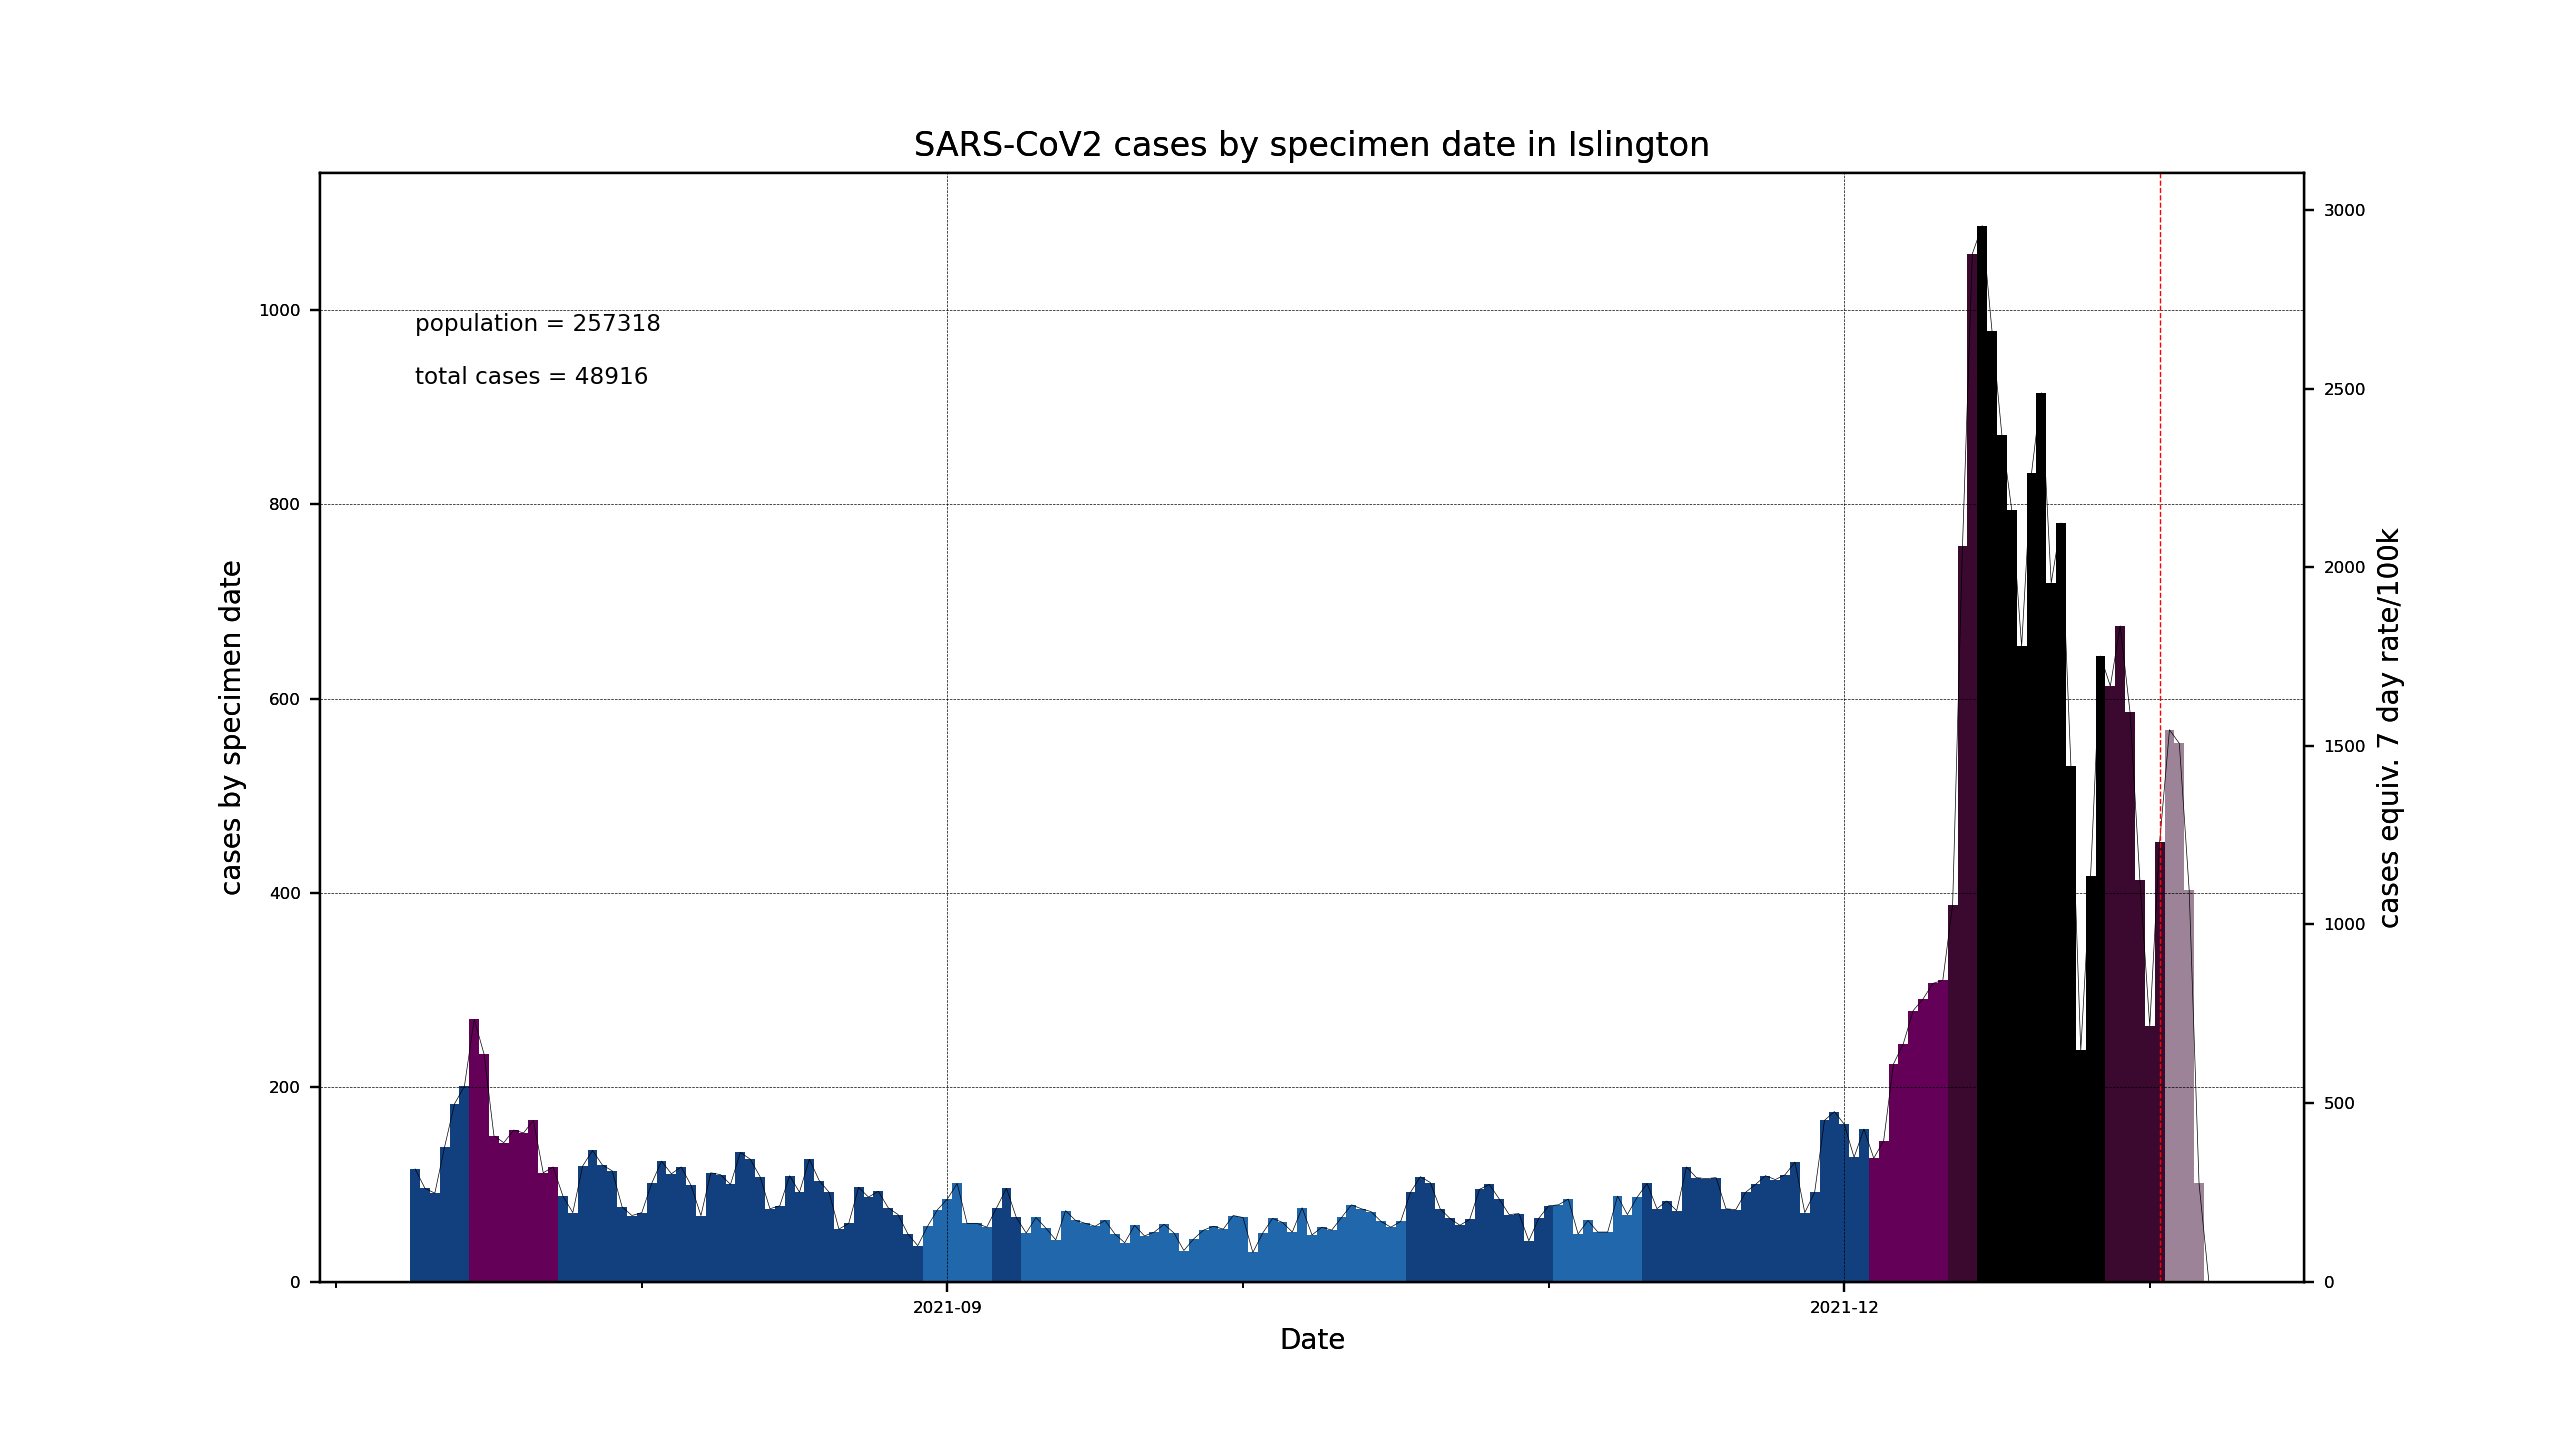 SARS-CoV2 cases by specimen date in Islington
population = 257318
total cases = 48916
cases by specimen date
1000
800
600
400
200
0
3000
2500
2000
1500
1000
500
0
cases equiv. 7 day rate/100k
2021-09
2021-12
Date